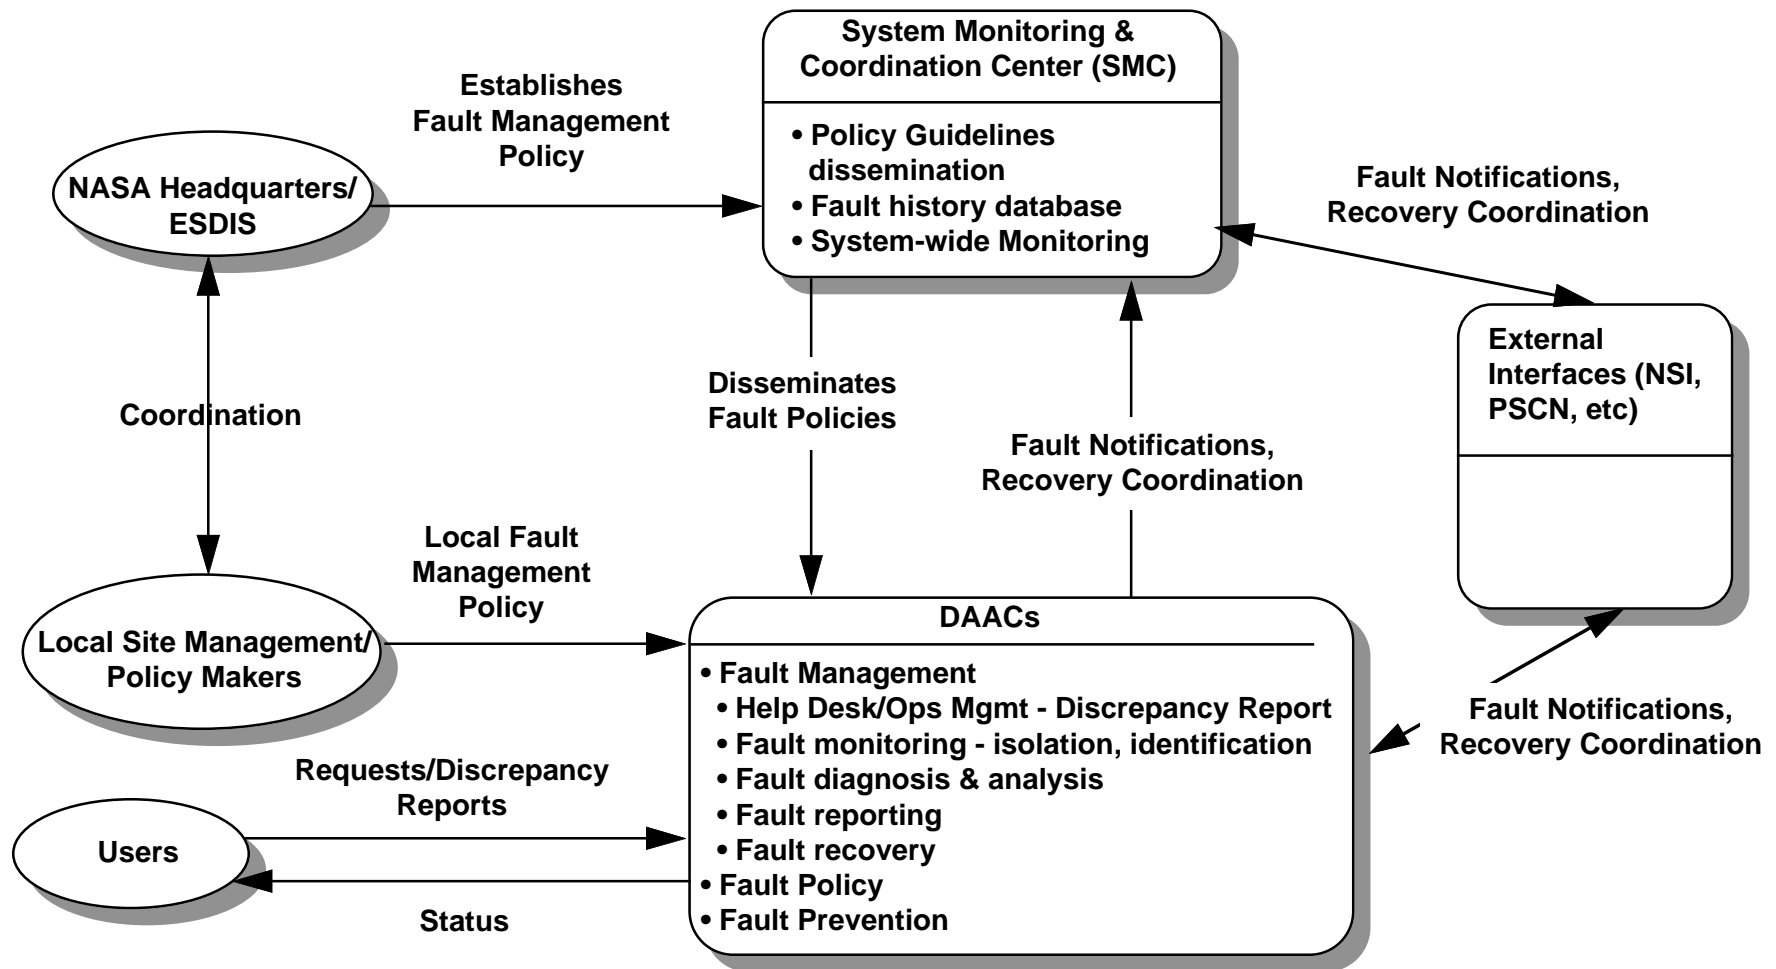 System Monitoring &
Coordination Center (SMC)
• Policy Guidelines
dissemination
• Fault history database
• System-wide Monitoring
Establishes
Fault Management
Policy
NASA Headquarters/
ESDIS
Fault Notifications,
Recovery Coordination
External
Interfaces (NSI,
PSCN, etc)
Disseminates
Fault Policies
Coordination
Fault Notifications,
Recovery Coordination
Local Fault
Management
Policy
Local Site Management/
Policy Makers
DAACs
• Fault Management
• Help Desk/Ops Mgmt - Discrepancy Report
• Fault monitoring - isolation, identification
• Fault diagnosis & analysis
• Fault reporting
• Fault recovery
• Fault Policy
• Fault Prevention
Fault Notifications,
Recovery Coordination
Requests/Discrepancy
Reports
Users
Status